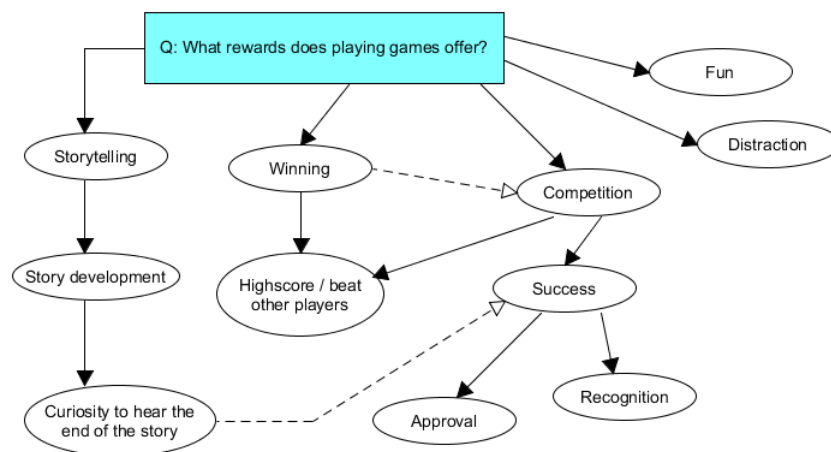 Q: What rewards does playing games offer?
Fun
Distraction
Storytelling
Winning
Competition
Story development
Highscore / beat
other players
Success
Curiosity to hear the
end of the story
Approval
Recognition